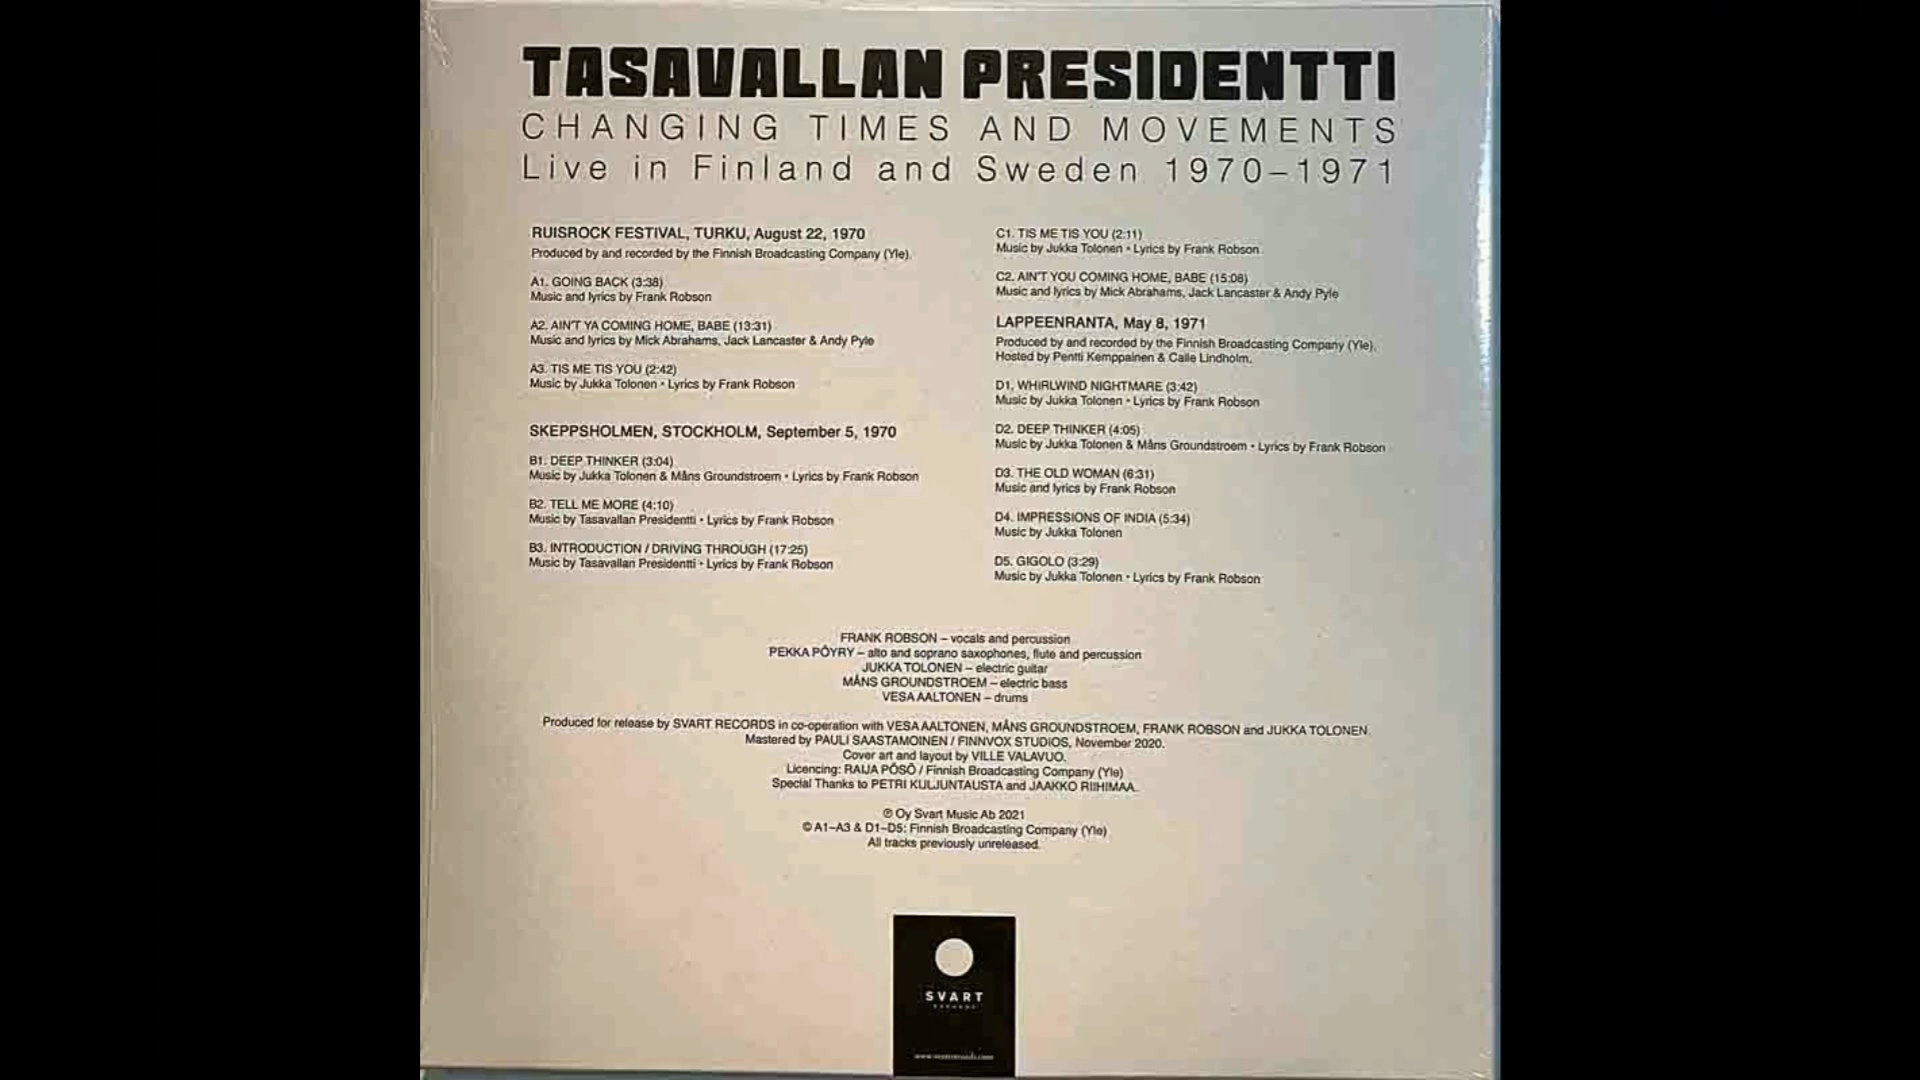 TASAVALLAN PRESIDENTTI
CHANGING TIMES AND MOVEMENTS
Live in Finland and Sweden 1970–1971
RUISROCK FESTIVAL, TURKU, August 22, 1970
Produced by and recorded by the Finnish Broadcasting Company (Yle).
A1. GOING BACK (3:38)
Music and lyrics by Frank Robson
A2. AIN'T YA COMING HOME, BABE (13:31)
Music and lyrics by Mick Abrahams, Jack Lancaster & Andy Pyle
A3. TIS ME TIS YOU (2:42)
Music by Jukka Tolonen • Lyrics by Frank Robson
SKEPPSHOLMEN, STOCKHOLM, September 5, 1970
B1. DEEP THINKER (3:04)
Music by Jukka Tolonen & Måns Groundstroem • Lyrics by Frank Robson
B2. TELL ME MORE (4:10)
Music by Tasavallan Presidentti • Lyrics by Frank Robson
B3. INTRODUCTION / DRIVING THROUGH (17:25)
Music by Tasavallan Presidentti • Lyrics by Frank Robson
C1. TIS ME TIS YOU (2:11)
Music by Jukka Tolonen • Lyrics by Frank Robson
C2. AIN'T YOU COMING HOME, BABE (15:08)
Music and lyrics by Mick Abrahams, Jack Lancaster & Andy Pyle
LAPPEENRANTA, May 8, 1971
Produced by and recorded by the Finnish Broadcasting Company (Yle).
Hosted by Pentti Kemppainen & Calle Lindholm.
D1. WHIRLWIND NIGHTMARE (3:42)
Music by Jukka Tolonen • Lyrics by Frank Robson
D2. DEEP THINKER (4:05)
Music by Jukka Tolonen & Måns Groundstroem • Lyrics by Frank Robson
D3. THE OLD WOMAN (6:31)
Music and lyrics by Frank Robson
D4. IMPRESSIONS OF INDIA (5:34)
Music by Jukka Tolonen
D5. GIGOLO (3:29)
Music by Jukka Tolonen • Lyrics by Frank Robson
FRANK ROBSON – vocals and percussion
PEKKA PÖYRY – alto and soprano saxophones, flute and percussion
JUKKA TOLONEN – electric guitar
MÅNS GROUNDSTROEM – electric bass
VESA AALTONEN – drums
Produced for release by SVART RECORDS in co-operation with VESA AALTONEN, MÅNS GROUNDSTROEM, FRANK ROBSON and JUKKA TOLONEN.
Mastered by PAULI SAASTAMOINEN / FINNVOX STUDIOS, November 2020.
Cover art and layout by VILLE VALAVUO.
Licencing: RAIJA PÖSÖ / Finnish Broadcasting Company (Yle)
Special Thanks to PETRI KULJUNTAUSTA and JAAKKO RIIHIMAA.
℗ Oy Svart Music Ab 2021
© A1–A3 & D1–D5: Finnish Broadcasting Company (Yle)
All tracks previously unreleased.
SVART
RECORDS